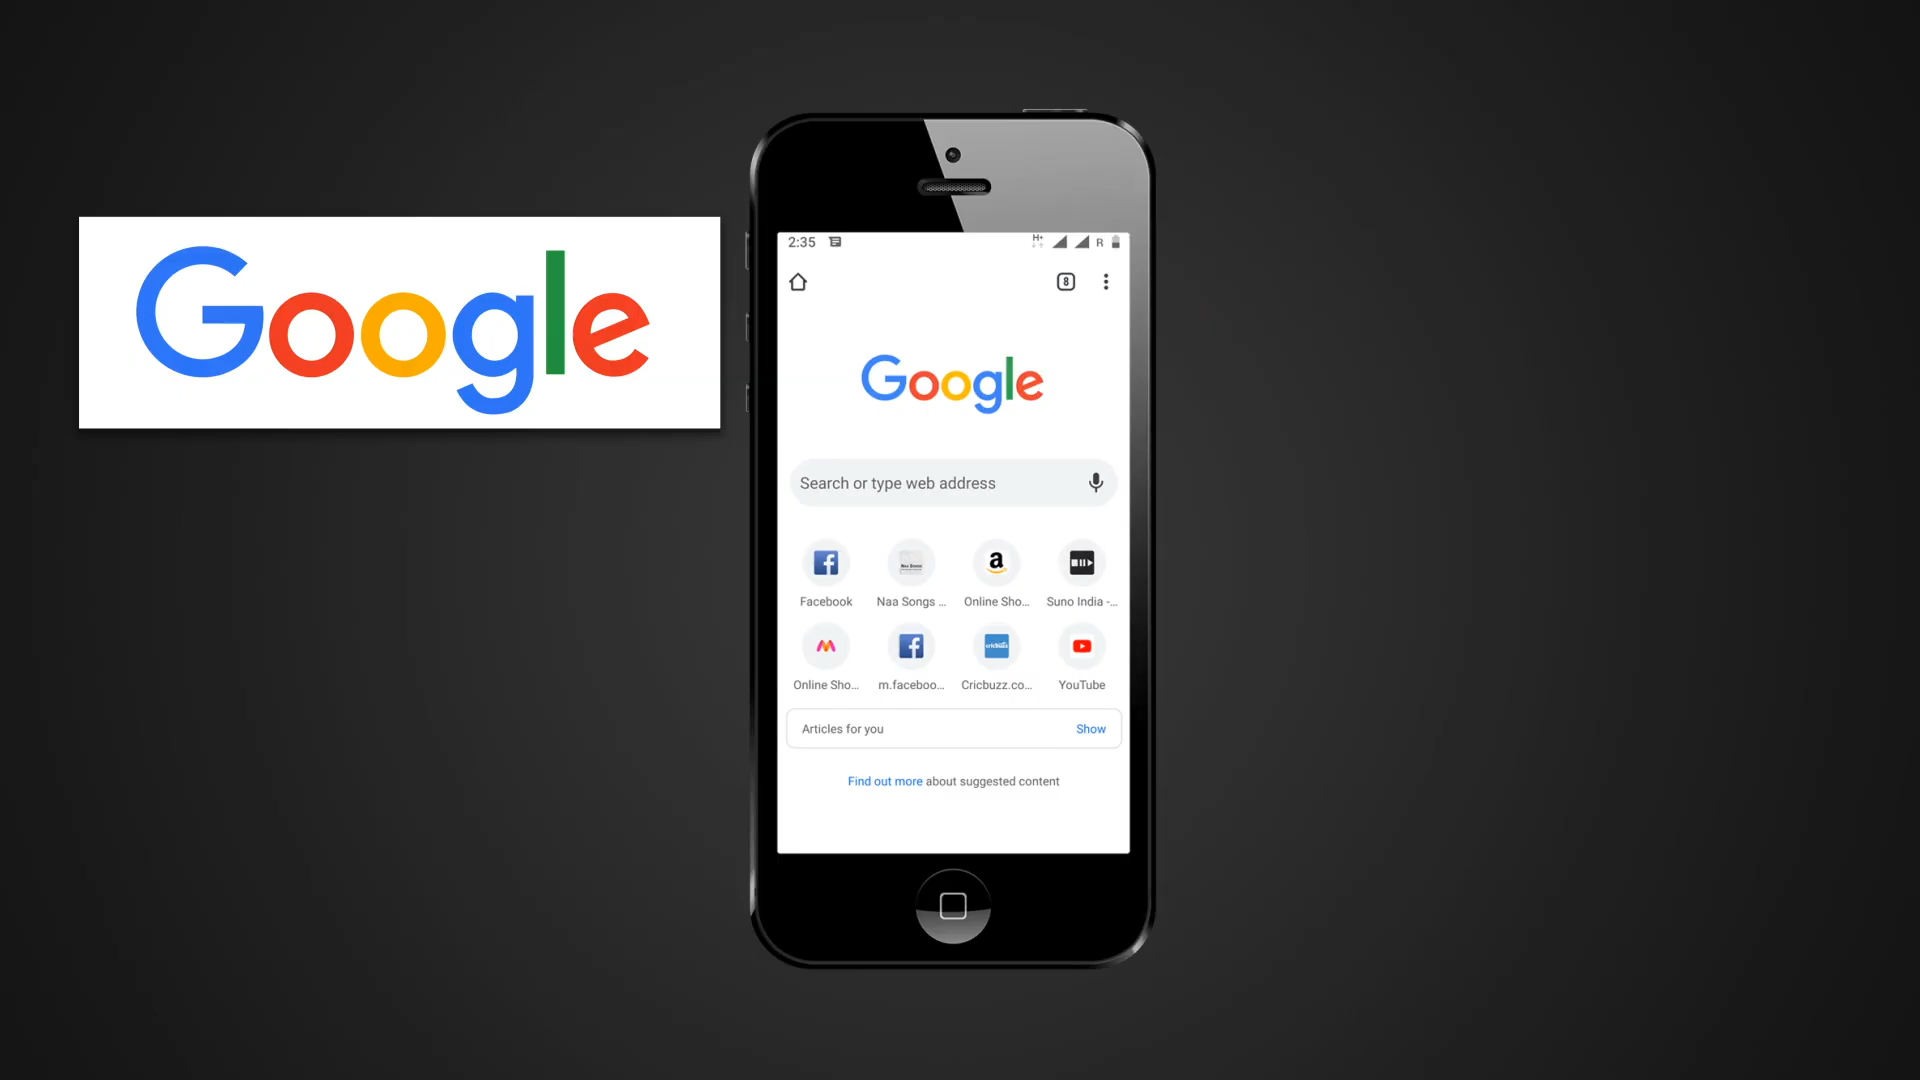 Google
2:35
H+
R
8
Google
Search or type web address
Facebook
Naa Songs ...
Online Sho...
Suno India -...
Online Sho...
m.faceboo...
Cricbuzz.co...
YouTube
Articles for you
Show
Find out more about suggested content